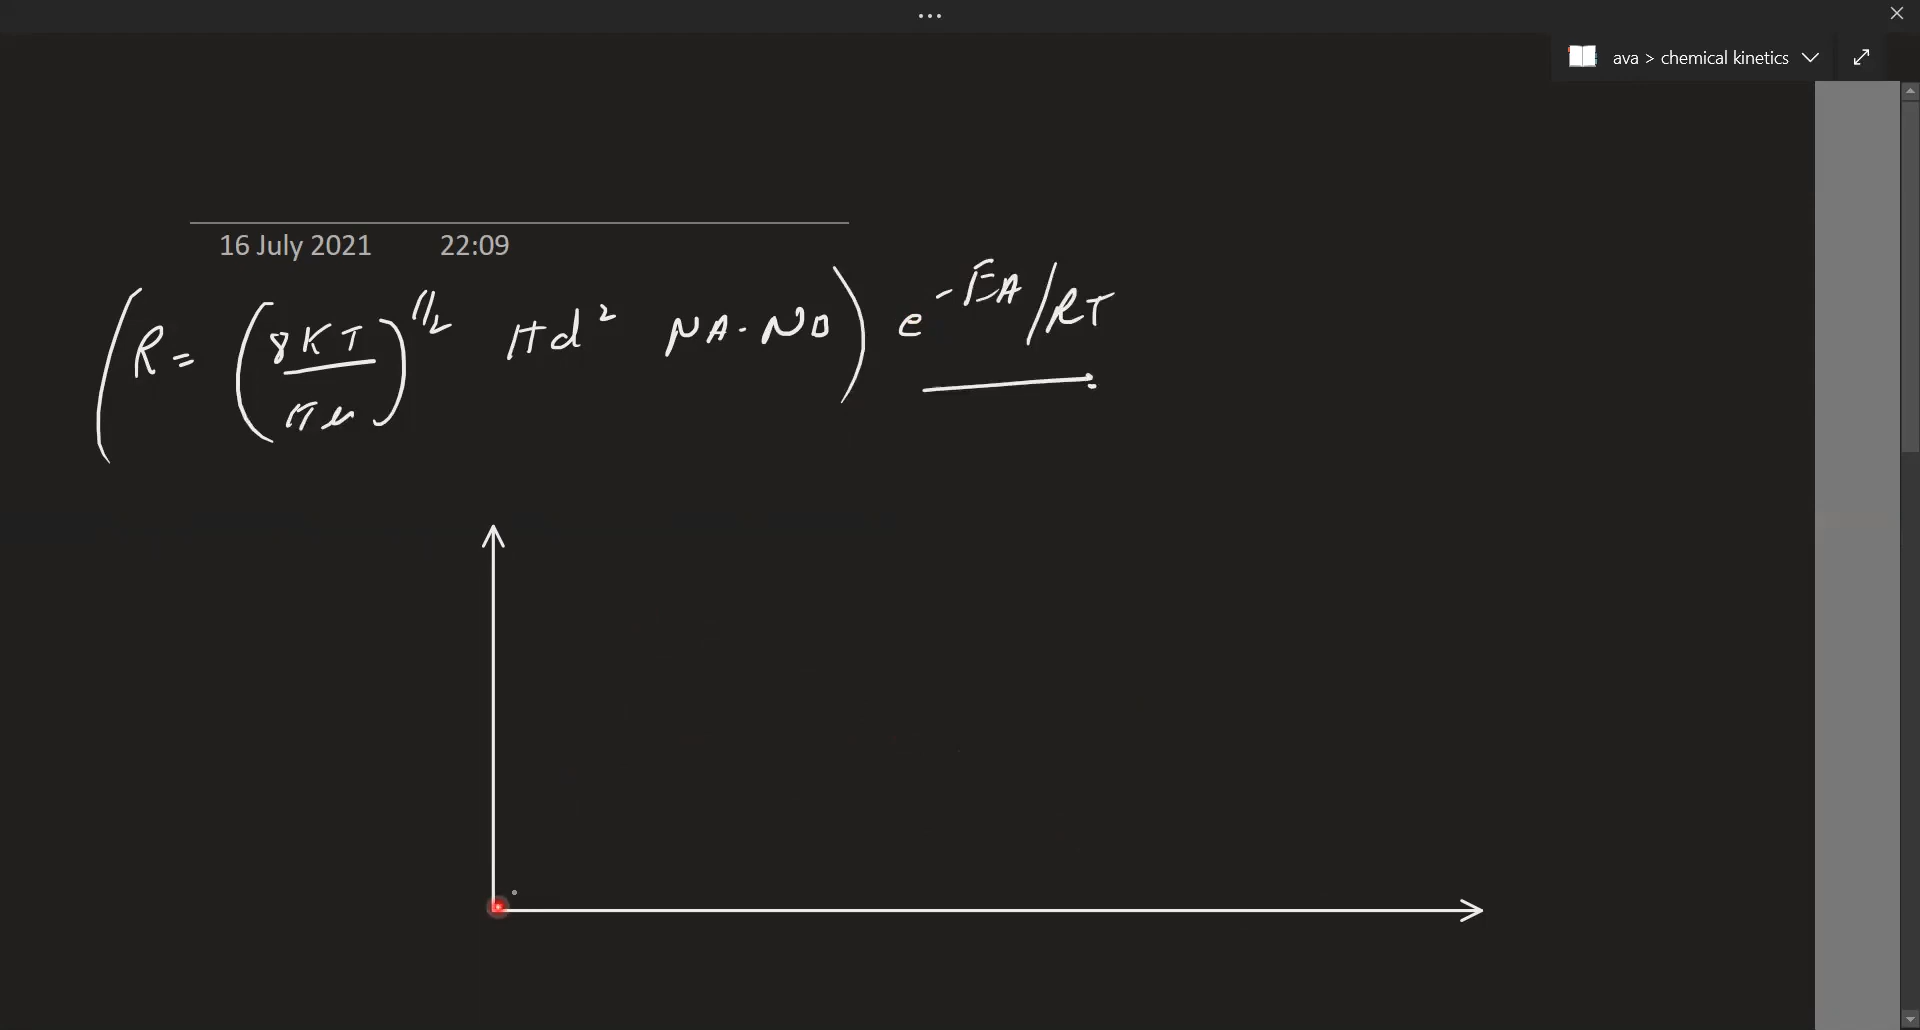 ava > chemical kinetics
16 July 2021 22:09
(R = (8KT/πμ)^1/2 πd² NA · NB) e^-EA/RT